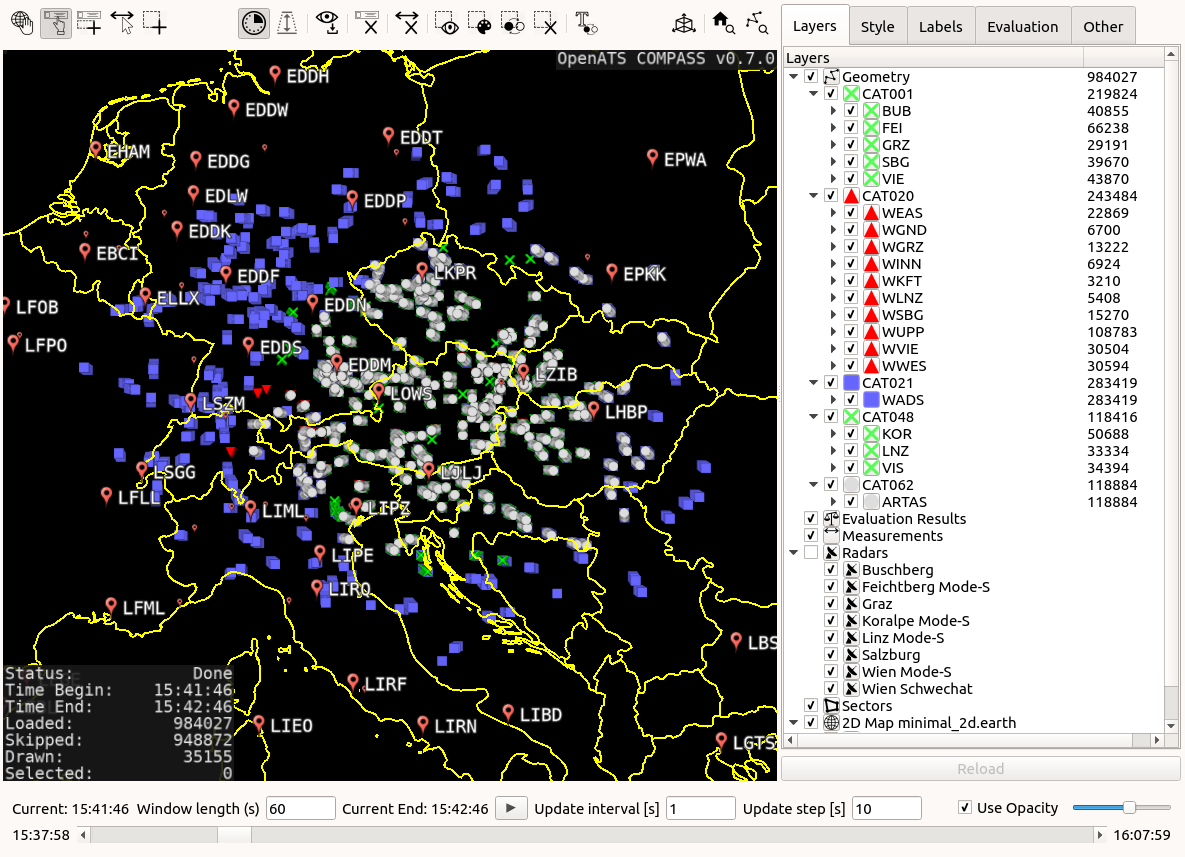 Layers Style Labels Evaluation Other
OpenATS COMPASS v0.7.0
EDDH
EDDW
EDDT
EHAM
EDDG
EPWA
EDLW
EDDP
EDDK
EBCI
EDDF
LKPR
EPKK
ELLX
LFOB
EDDN
LFPO
EDDS
EDDM
LZIB
LOWS
LSZM
LHBP
LSGG
LJLJ
LFLL
LIML
LIPZ
LIPE
LIRQ
LFML
LBS
LIRF
LIBD
LIEO
LIRN
LGTS
Status: Done
Time Begin: 15:41:46
Time End: 15:42:46
Loaded: 984027
Skipped: 948872
Drawn: 35155
Selected: 0
Layers
Geometry 984027
CAT001 219824
BUB 40855
FEI 66238
GRZ 29191
SBG 39670
VIE 43870
CAT020 243484
WEAS 22869
WGND 6700
WGRZ 13222
WINN 6924
WKFT 3210
WLNZ 5408
WSBG 15270
WUPP 108783
WVIE 30504
WWES 30594
CAT021 283419
WADS 283419
CAT048 118416
KOR 50688
LNZ 33334
VIS 34394
CAT062 118884
ARTAS 118884
Evaluation Results
Measurements
Radars
Buschberg
Feichtberg Mode-S
Graz
Koralpe Mode-S
Linz Mode-S
Salzburg
Wien Mode-S
Wien Schwechat
Sectors
2D Map minimal_2d.earth
Reload
Current: 15:41:46 Window length (s) 60 Current End: 15:42:46 Update interval [s] 1 Update step [s] 10 Use Opacity
15:37:58 16:07:59